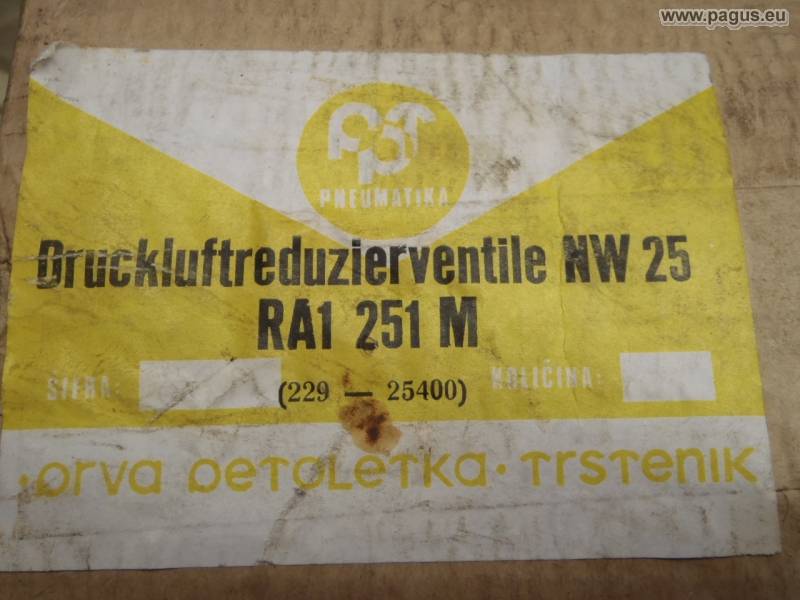 www.pagus.eu
PPT
PNEUMATIKA
Druckluftreduzierventile NW 25
RA1 251 M
ŠIFRA: (229 — 25400) KOLIČINA:
·prva petoletka· trstenik